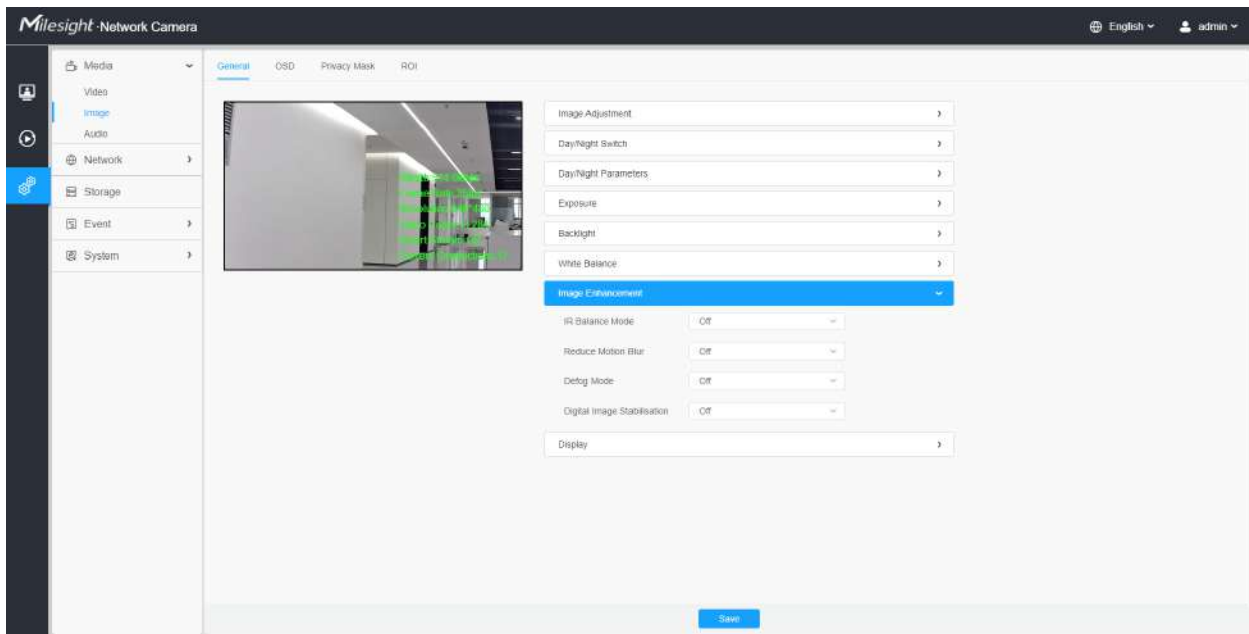 Milesight · Network Camera
English
admin
Media
Video
Image
Audio
Network
Storage
Event
System
General
OSD
Privacy Mask
ROI
Image Adjustment
Day/Night Switch
Day/Night Parameters
Exposure
Backlight
White Balance
Image Enhancement
IR Balance Mode
Off
Reduce Motion Blur
Off
Defog Mode
Off
Digital Image Stabilisation
Off
Display
Save